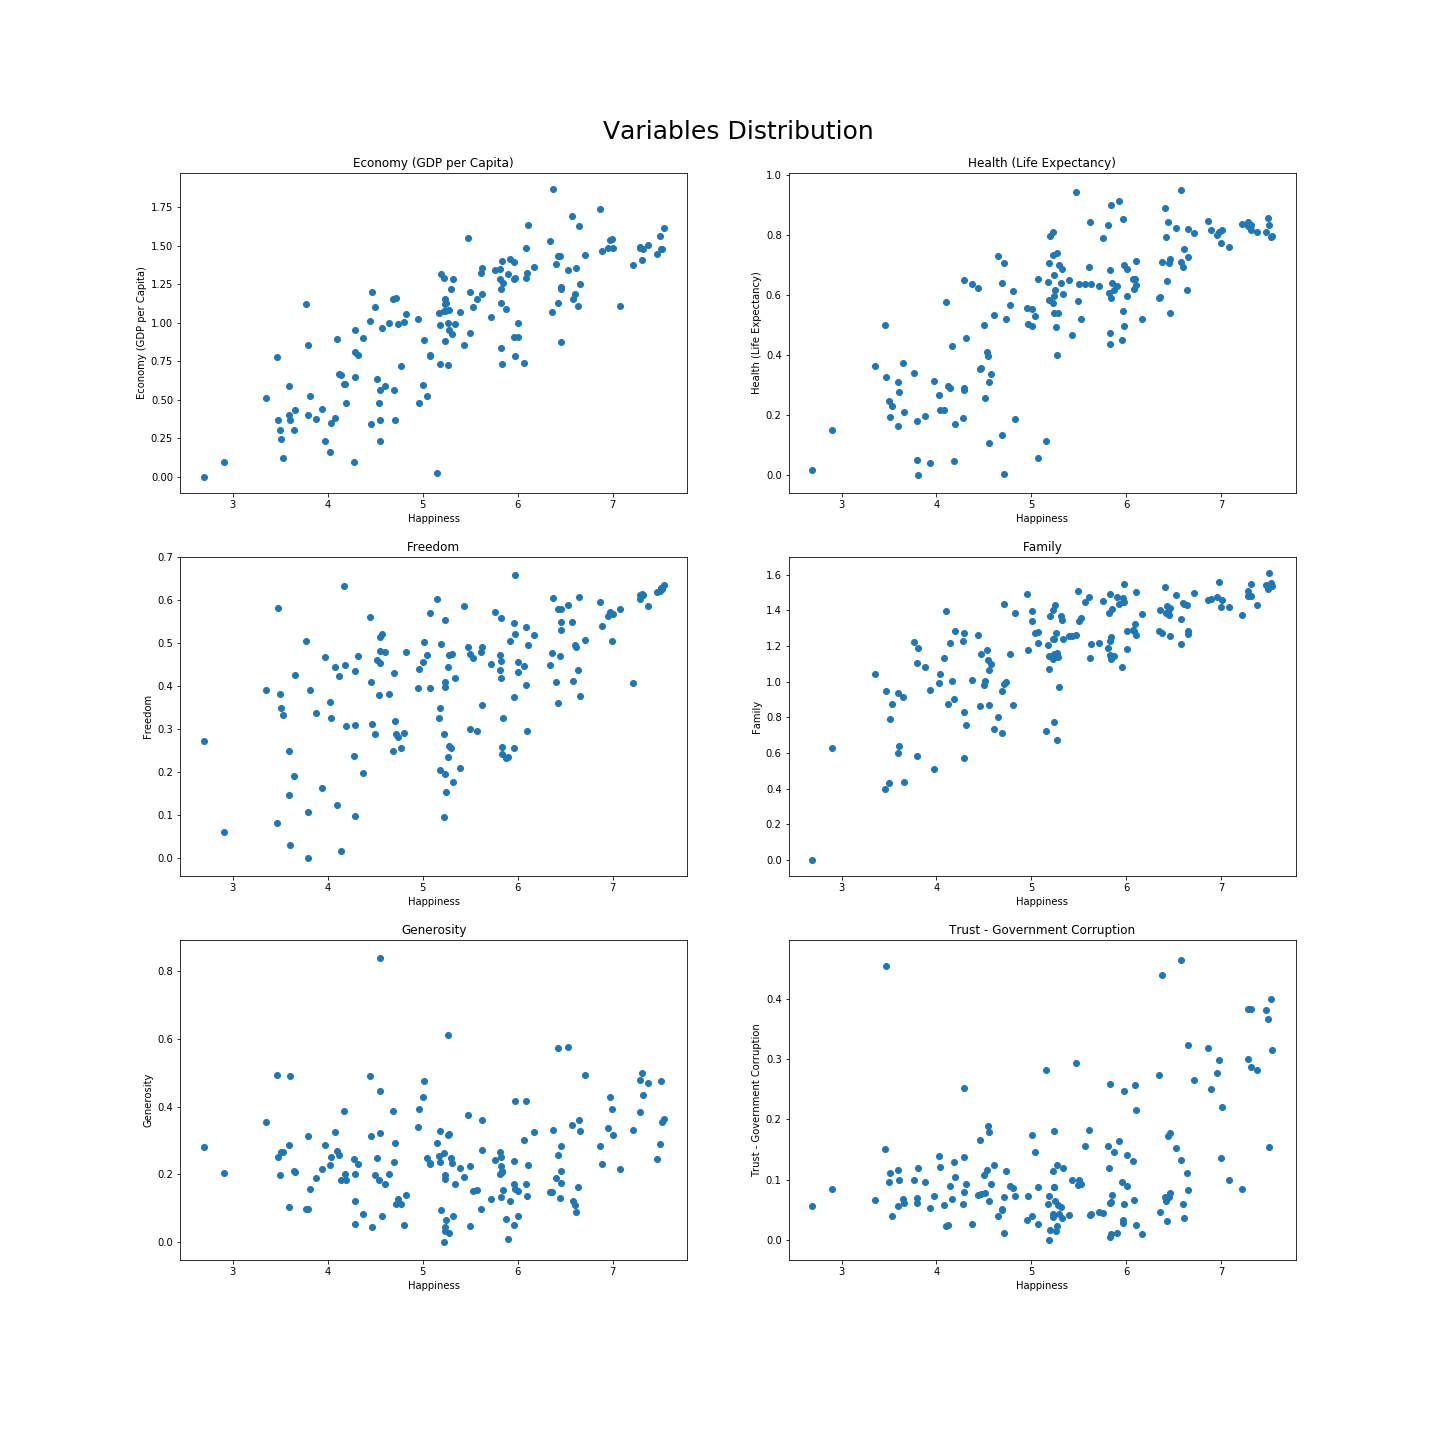 Variables Distribution
Economy (GDP per Capita)
Economy (GDP per Capita)
1.75
1.50
1.25
1.00
0.75
0.50
0.25
0.00
3 4 5 6 7
Happiness
Health (Life Expectancy)
Health (Life Expectancy)
1.0
0.8
0.6
0.4
0.2
0.0
3 4 5 6 7
Happiness
Freedom
Freedom
0.7
0.6
0.5
0.4
0.3
0.2
0.1
0.0
3 4 5 6 7
Happiness
Family
Family
1.6
1.4
1.2
1.0
0.8
0.6
0.4
0.2
0.0
3 4 5 6 7
Happiness
Generosity
Generosity
0.8
0.6
0.4
0.2
0.0
3 4 5 6 7
Happiness
Trust - Government Corruption
Trust - Government Corruption
0.4
0.3
0.2
0.1
0.0
3 4 5 6 7
Happiness